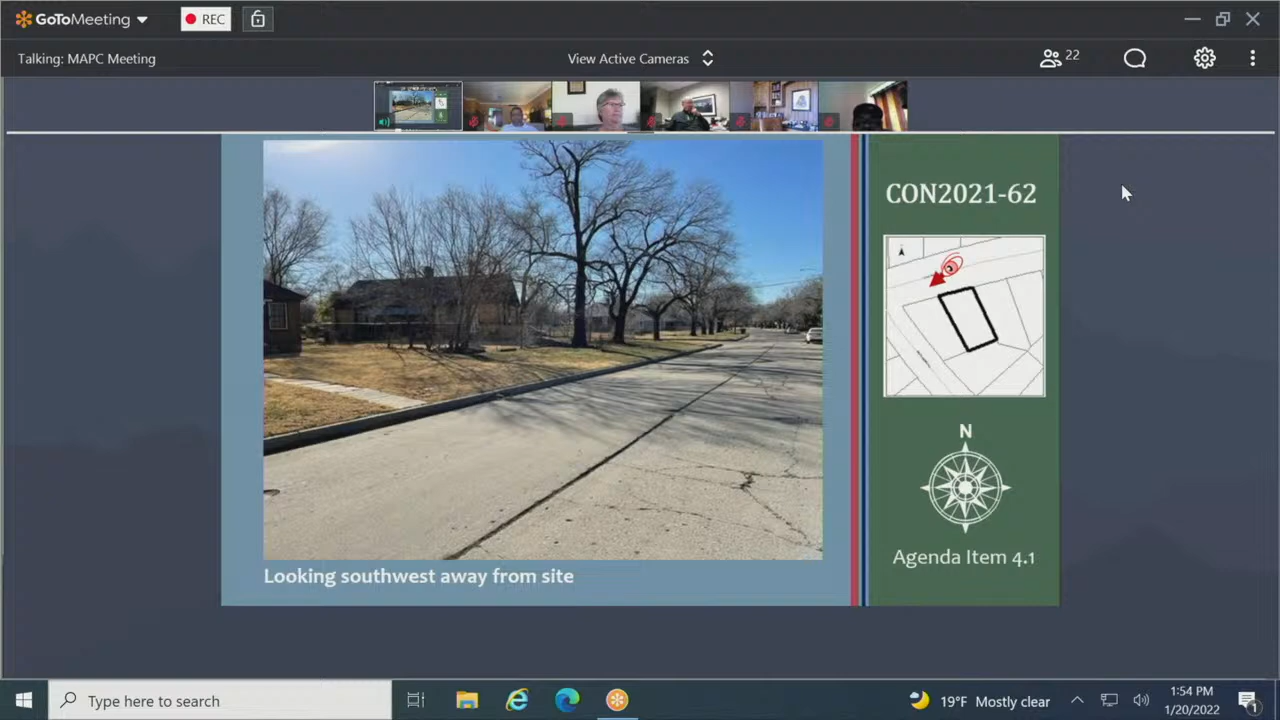 GoToMeeting
REC
Talking: MAPC Meeting
View Active Cameras
22
CON2021-62
N
Looking southwest away from site
Agenda Item 4.1
Type here to search
19°F Mostly clear
1:54 PM
1/20/2022
1